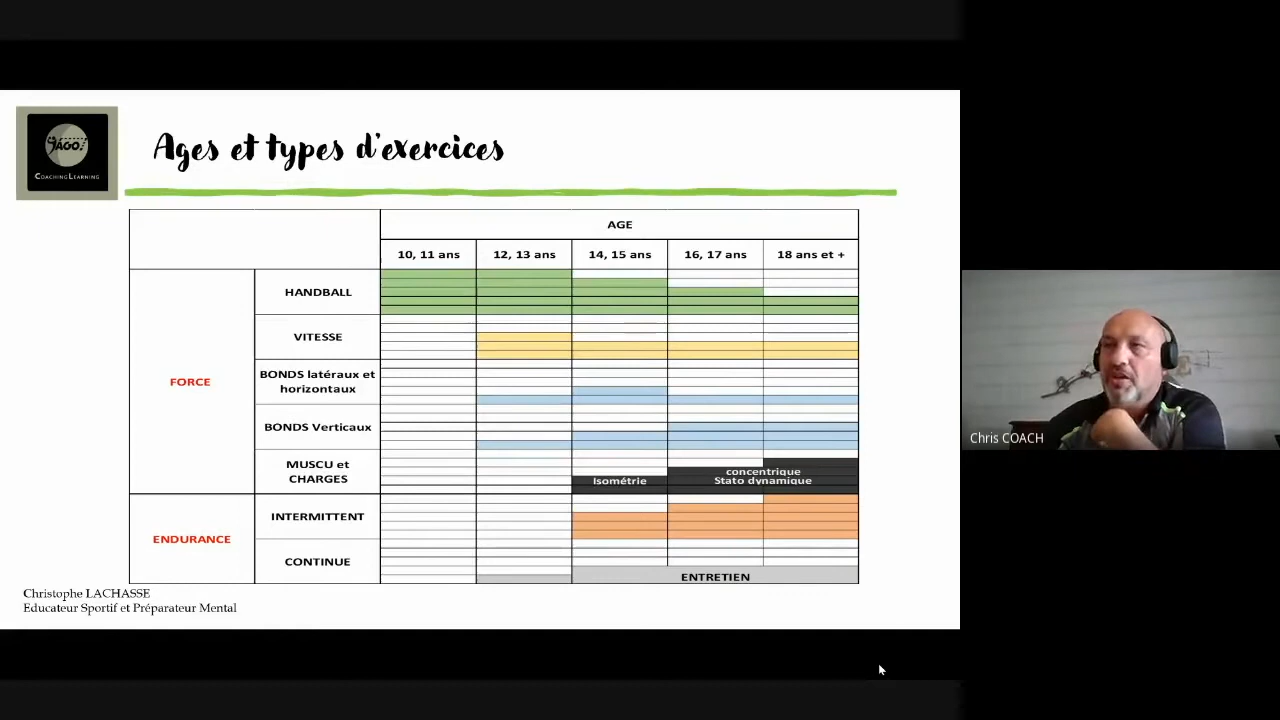 JAGO!
COACHINGLEARNING
Ages et types d'exercices
AGE
10, 11 ans
12, 13 ans
14, 15 ans
16, 17 ans
18 ans et +
FORCE
HANDBALL
VITESSE
BONDS latéraux et
horizontaux
BONDS Verticaux
MUSCU et
CHARGES
Isométrie
concentrique
Stato dynamique
ENDURANCE
INTERMITTENT
CONTINUE
ENTRETIEN
Christophe LACHASSE
Educateur Sportif et Préparateur Mental
Chris COACH